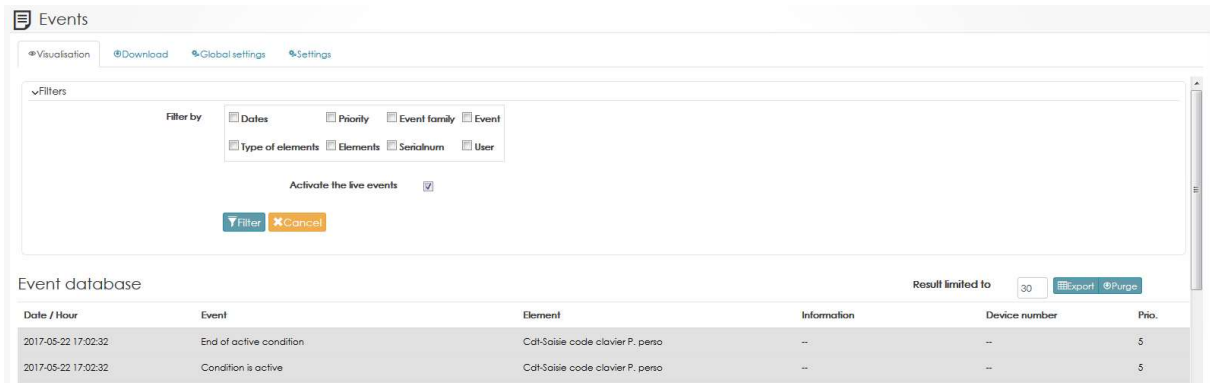 Events
Visualisation Download Global settings Settings
Filters
Filter by Dates Priority Event family Event
Type of elements Elements Serialnum User
Activate the live events
Filter Cancel
Event database Result limited to 30 Export Purge
Date / Hour Event Element Information Device number Prio.
2017-05-22 17:02:32 End of active condition Cdt-Saisie code clavier P. perso -- -- 5
2017-05-22 17:02:32 Condition is active Cdt-Saisie code clavier P. perso -- -- 5